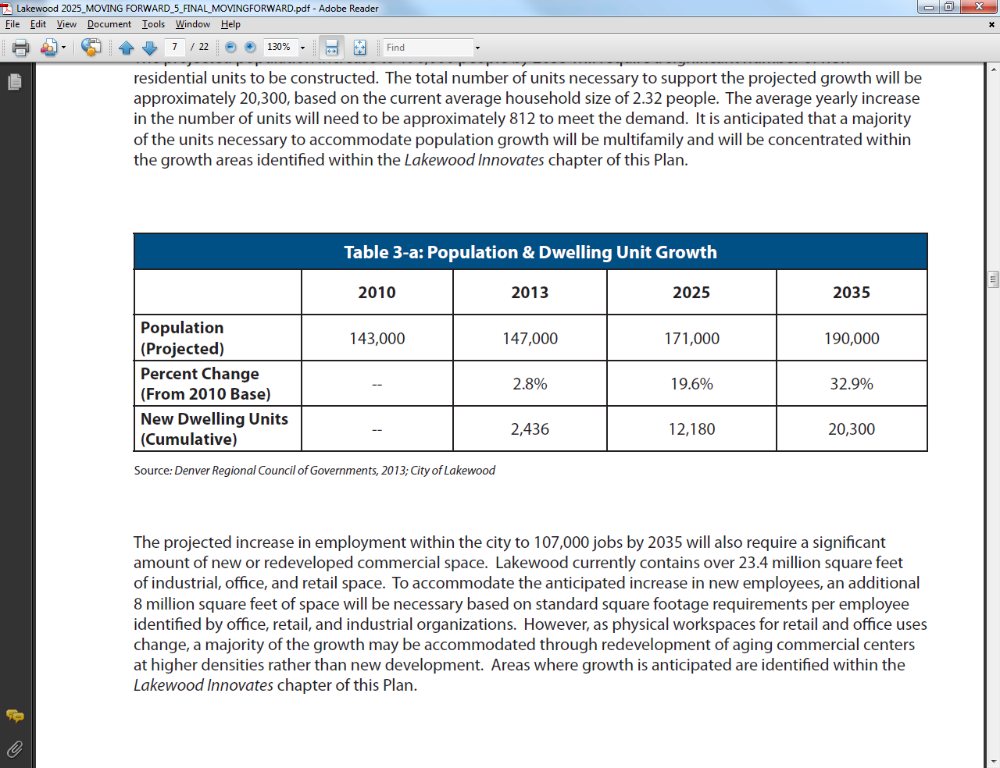 Lakewood 2025_MOVING FORWARD_5_FINAL_MOVINGFORWARD.pdf - Adobe Reader
File Edit View Document Tools Window Help
7 / 22 130% Find
residential units to be constructed. The total number of units necessary to support the projected growth will be
approximately 20,300, based on the current average household size of 2.32 people. The average yearly increase
in the number of units will need to be approximately 812 to meet the demand. It is anticipated that a majority
of the units necessary to accommodate population growth will be multifamily and will be concentrated within
the growth areas identified within the Lakewood Innovates chapter of this Plan.
Table 3-a: Population & Dwelling Unit Growth
2010 2013 2025 2035
Population
(Projected) 143,000 147,000 171,000 190,000
Percent Change
(From 2010 Base) -- 2.8% 19.6% 32.9%
New Dwelling Units
(Cumulative) -- 2,436 12,180 20,300
Source: Denver Regional Council of Governments, 2013; City of Lakewood
The projected increase in employment within the city to 107,000 jobs by 2035 will also require a significant
amount of new or redeveloped commercial space. Lakewood currently contains over 23.4 million square feet
of industrial, office, and retail space. To accommodate the anticipated increase in new employees, an additional
8 million square feet of space will be necessary based on standard square footage requirements per employee
identified by office, retail, and industrial organizations. However, as physical workspaces for retail and office uses
change, a majority of the growth may be accommodated through redevelopment of aging commercial centers
at higher densities rather than new development. Areas where growth is anticipated are identified within the
Lakewood Innovates chapter of this Plan.